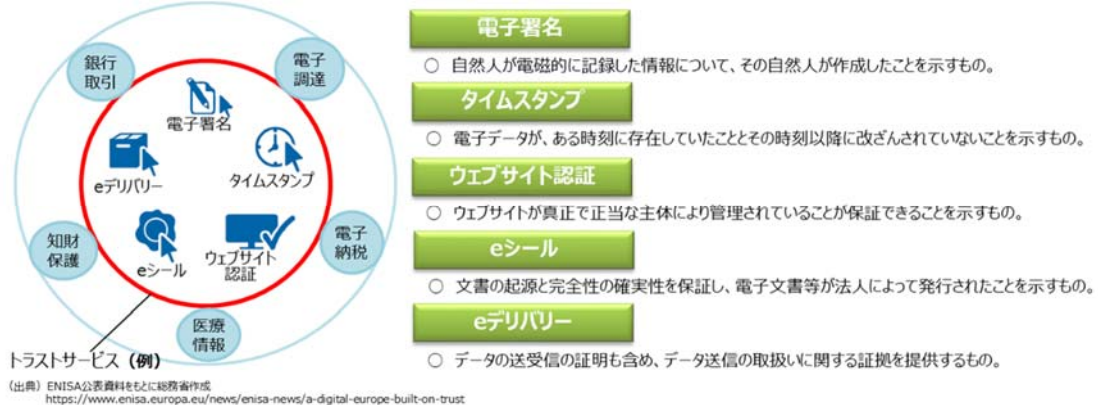 銀行
取引
電子
調達
電子署名
eデリバリー
タイムスタンプ
知財
保護
eシール
ウェブサイト
認証
電子
納税
医療
情報
トラストサービス（例）
（出典）ENISA公表資料をもとに総務省作成
https://www.enisa.europa.eu/news/enisa-news/a-digital-europe-built-on-trust
電子署名
○ 自然人が電磁的に記録した情報について、その自然人が作成したことを示すもの。
タイムスタンプ
○ 電子データが、ある時刻に存在していたこととその時刻以降に改ざんされていないことを示すもの。
ウェブサイト認証
○ ウェブサイトが真正で正当な主体により管理されていることが保証できることを示すもの。
eシール
○ 文書の起源と完全性の確実性を保証し、電子文書等が法人によって発行されたことを示すもの。
eデリバリー
○ データの送受信の証明も含め、データ送信の取扱いに関する証拠を提供するもの。